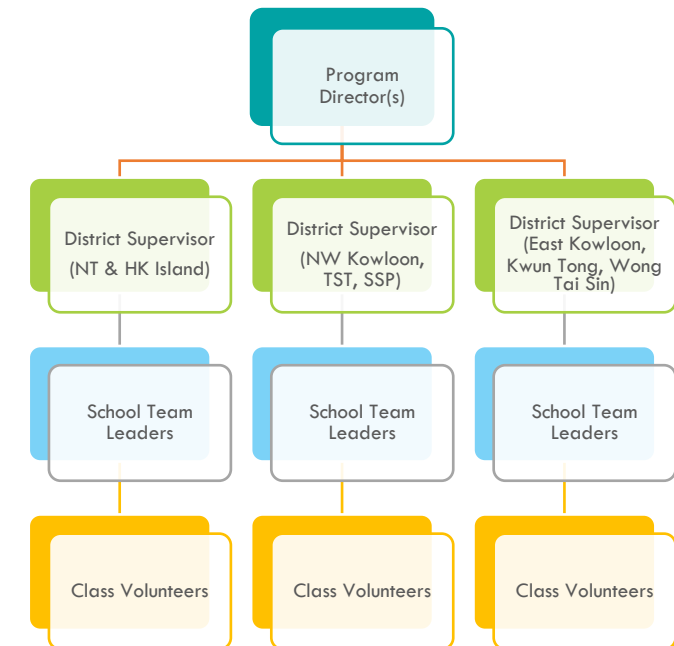 Program
Director(s)
District Supervisor
(NT & HK Island)
District Supervisor
(NW Kowloon,
TST, SSP)
District Supervisor
(East Kowloon,
Kwun Tong, Wong
Tai Sin)
School Team
Leaders
School Team
Leaders
School Team
Leaders
Class Volunteers
Class Volunteers
Class Volunteers